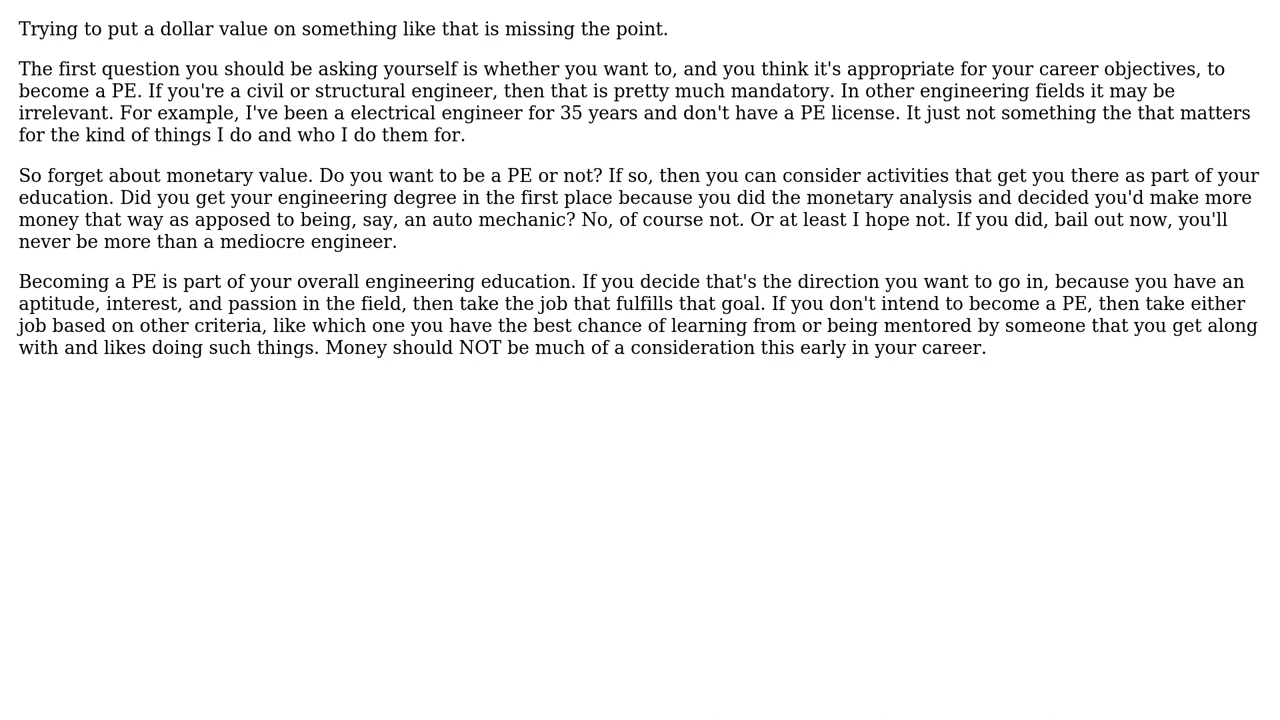 Trying to put a dollar value on something like that is missing the point.
The first question you should be asking yourself is whether you want to, and you think it's appropriate for your career objectives, to
become a PE. If you're a civil or structural engineer, then that is pretty much mandatory. In other engineering fields it may be
irrelevant. For example, I've been a electrical engineer for 35 years and don't have a PE license. It just not something the that matters
for the kind of things I do and who I do them for.
So forget about monetary value. Do you want to be a PE or not? If so, then you can consider activities that get you there as part of your
education. Did you get your engineering degree in the first place because you did the monetary analysis and decided you'd make more
money that way as apposed to being, say, an auto mechanic? No, of course not. Or at least I hope not. If you did, bail out now, you'll
never be more than a mediocre engineer.
Becoming a PE is part of your overall engineering education. If you decide that's the direction you want to go in, because you have an
aptitude, interest, and passion in the field, then take the job that fulfills that goal. If you don't intend to become a PE, then take either
job based on other criteria, like which one you have the best chance of learning from or being mentored by someone that you get along
with and likes doing such things. Money should NOT be much of a consideration this early in your career.